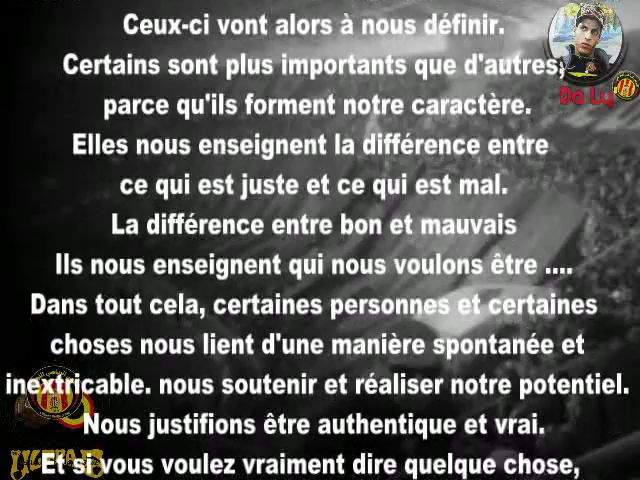 Ceux-ci vont alors à nous définir.
Certains sont plus importants que d'autres,
parce qu'ils forment notre caractère.
Da Ly
Elles nous enseignent la différence entre
ce qui est juste et ce qui est mal.
La différence entre bon et mauvais
Ils nous enseignent qui nous voulons être ....
Dans tout cela, certaines personnes et certaines
choses nous lient d'une manière spontanée et
inextricable. nous soutenir et réaliser notre potentiel.
Nous justifions être authentique et vrai.
Et si vous voulez vraiment dire quelque chose,